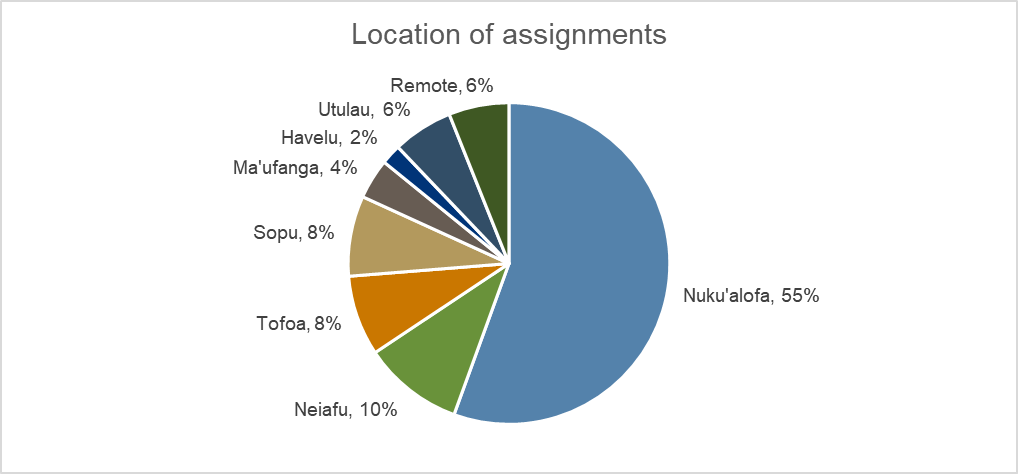 Location of assignments
Remote, 6%
Utulau, 6%
Havelu, 2%
Ma'ufanga, 4%
Sopu, 8%
Tofoa, 8%
Nuku'alofa, 55%
Neiafu, 10%